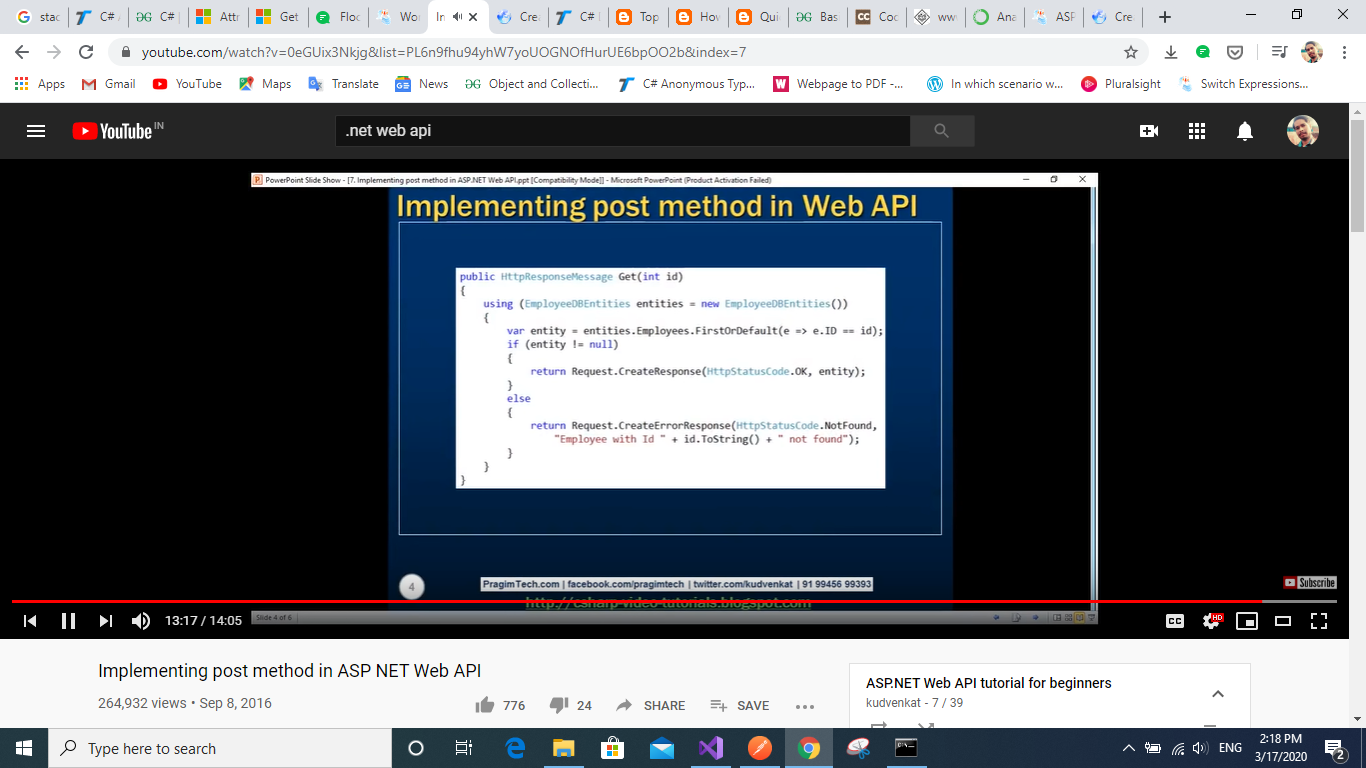 stac
C# A
C# |
Attr
Get
Floc
Wor
In
Crea
C# I
Top
How
Quic
Bas
Coc
www
Ana
ASP
Cre
youtube.com/watch?v=0eGUix3Nkjg&list=PL6n9fhu94yhW7yoUOGNOfHurUE6bpOO2b&index=7
Apps Gmail YouTube Maps Translate News Object and Collecti... C# Anonymous Typ... Webpage to PDF -... In which scenario w... Pluralsight Switch Expressions...
YouTube IN
.net web api
PowerPoint Slide Show - [7. Implementing post method in ASP.NET Web API.ppt [Compatibility Mode]] - Microsoft PowerPoint (Product Activation Failed)
Implementing post method in Web API
public HttpResponseMessage Get(int id)
{
using (EmployeeDBEntities entities = new EmployeeDBEntities())
{
var entity = entities.Employees.FirstOrDefault(e => e.ID == id);
if (entity != null)
{
return Request.CreateResponse(HttpStatusCode.OK, entity);
}
else
{
return Request.CreateErrorResponse(HttpStatusCode.NotFound,
"Employee with Id " + id.ToString() + " not found");
}
}
}
4
PragimTech.com | facebook.com/pragimtech | twitter.com/kudvenkat | 91 99456 99393
http://csharp-video-tutorials.blogspot.com
Subscribe
Slide 4 of 6
13:17 / 14:05
CC
HD
Implementing post method in ASP NET Web API
264,932 views • Sep 8, 2016
776
24
SHARE
SAVE
ASP.NET Web API tutorial for beginners
kudvenkat - 7 / 39
Type here to search
ENG
2:18 PM
3/17/2020
2